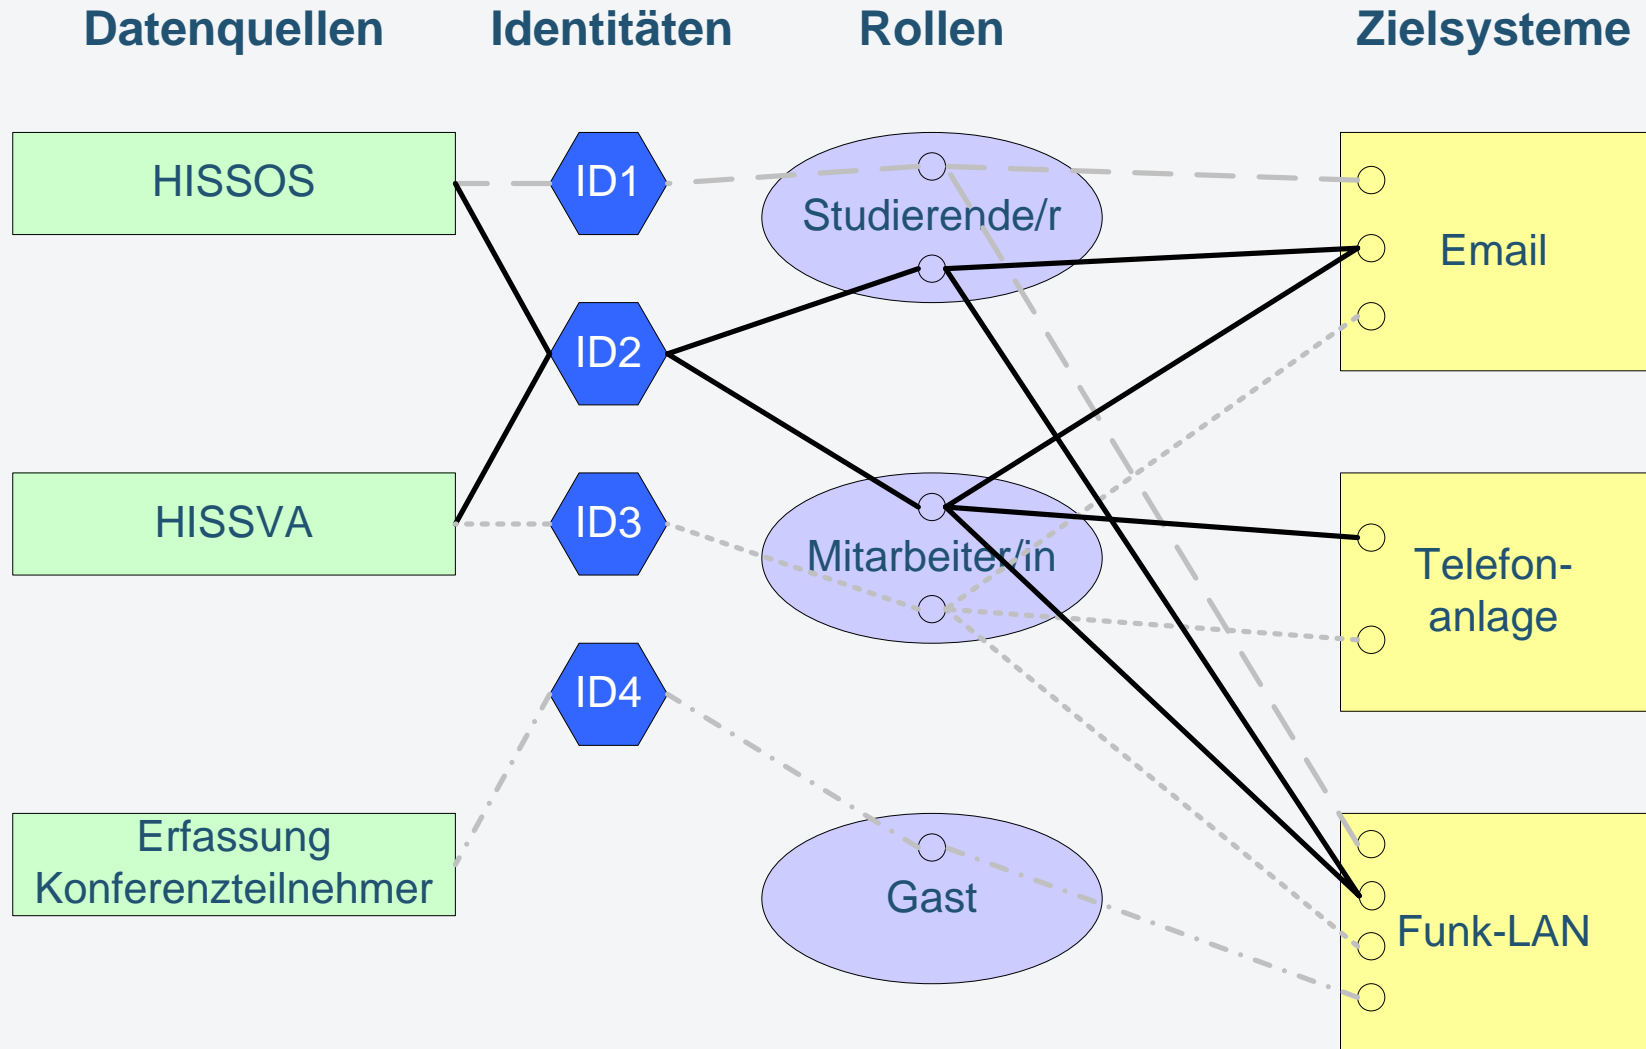 Datenquellen
Identitäten
Rollen
Zielsysteme
HISSOS
ID1
Studierende/r
Email
ID2
HISSVA
ID3
Mitarbeiter/in
Telefon-
anlage
ID4
Erfassung
Konferenzteilnehmer
Gast
Funk-LAN